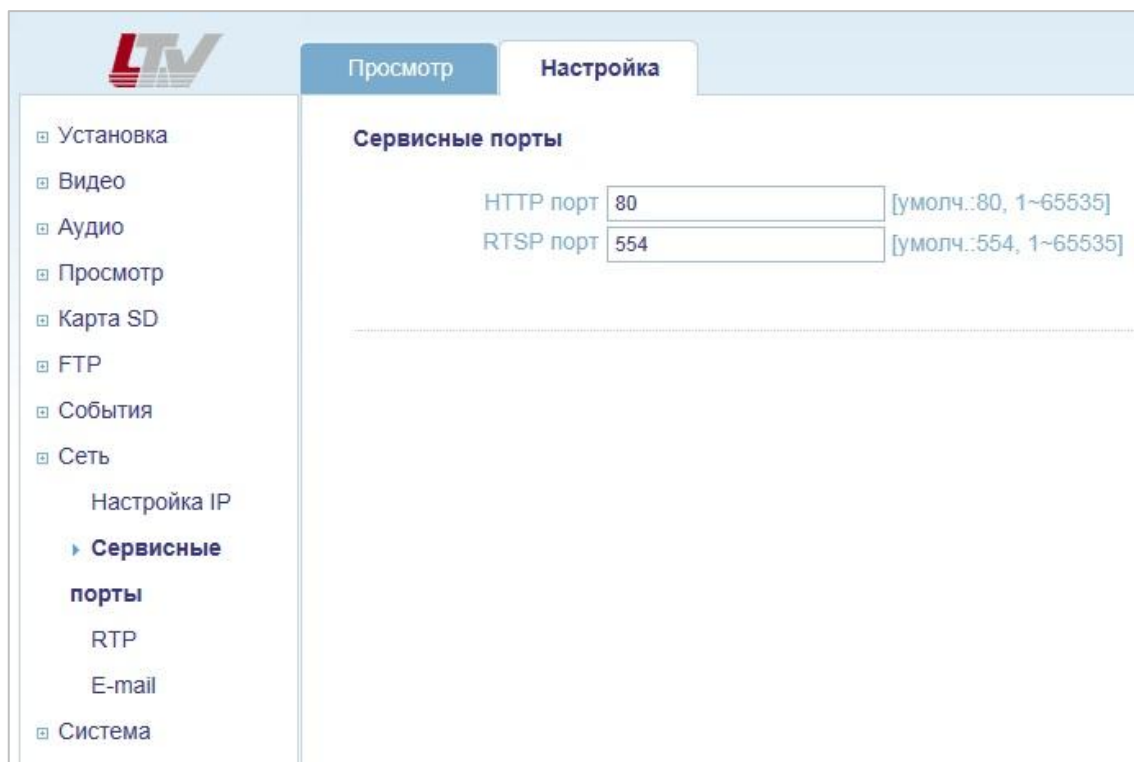 LTV
Просмотр
Настройка
Установка
Видео
Аудио
Просмотр
Карта SD
FTP
События
Сеть
Настройка IP
Сервисные
порты
RTP
E-mail
Система
Сервисные порты
HTTP порт 80 [умолч.:80, 1~65535]
RTSP порт 554 [умолч.:554, 1~65535]